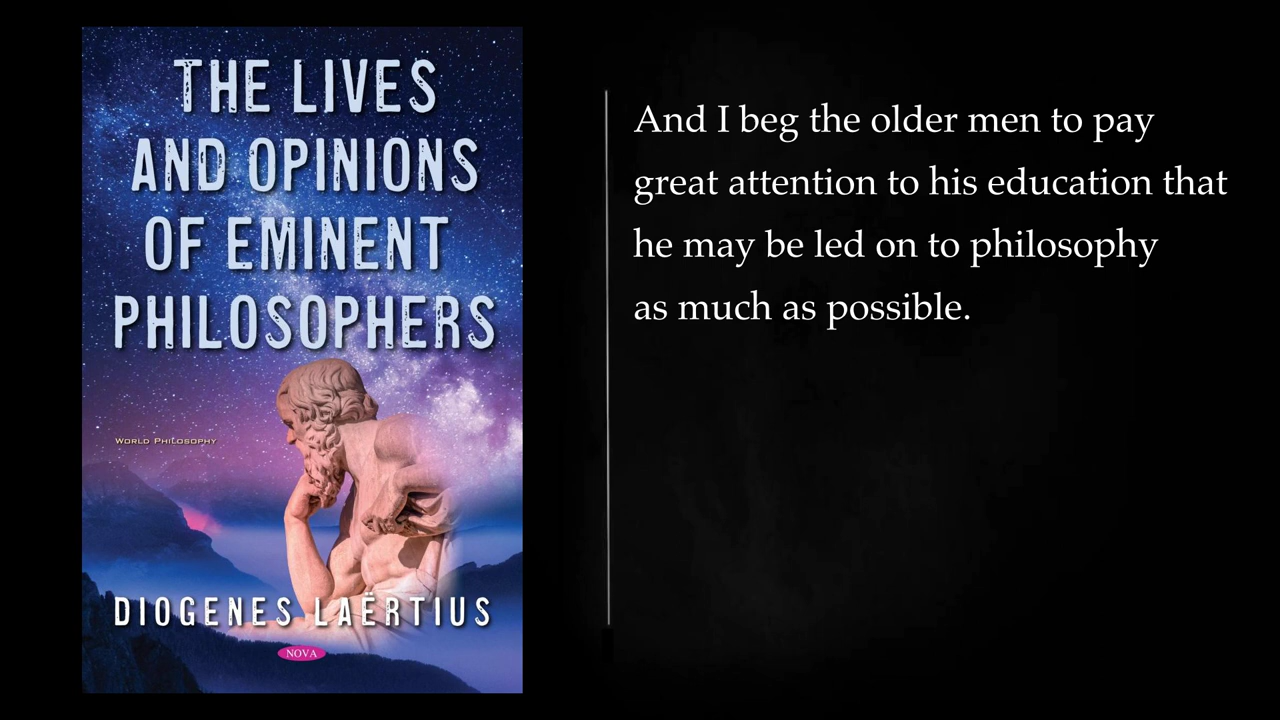 THE LIVES
AND OPINIONS
OF EMINENT
PHILOSOPHERS
WORLD PHILOSOPHY
DIOGENES LAËRTIUS
NOVA
And I beg the older men to pay
great attention to his education that
he may be led on to philosophy
as much as possible.